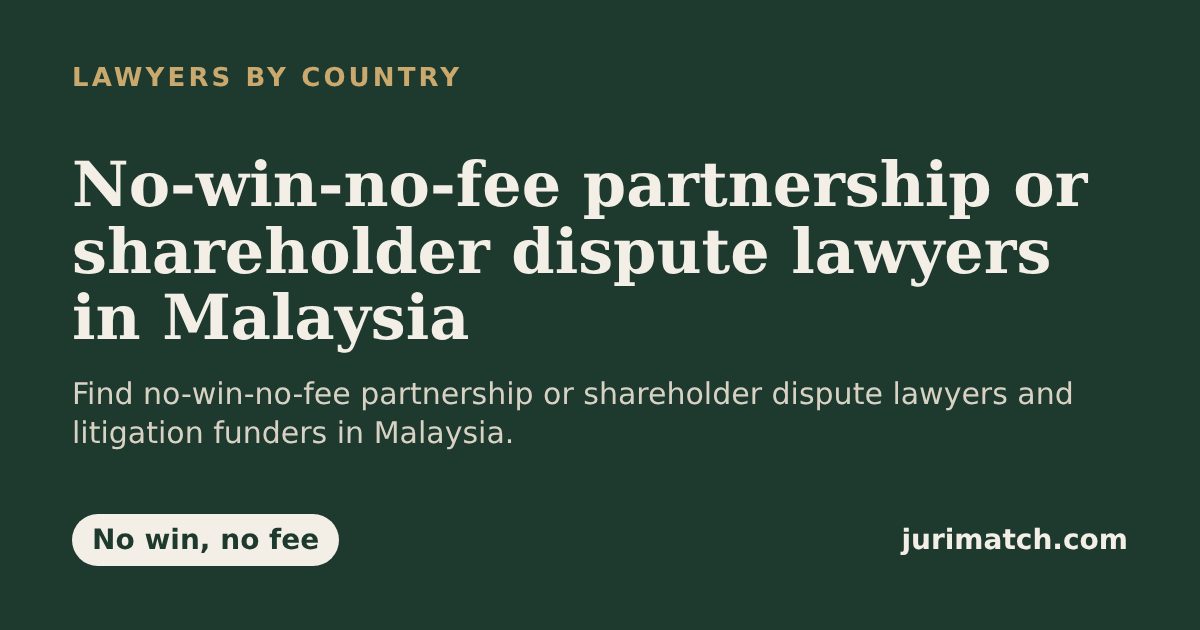 LAWYERS BY COUNTRY
No-win-no-fee partnership or
shareholder dispute lawyers
in Malaysia
Find no-win-no-fee partnership or shareholder dispute lawyers and
litigation funders in Malaysia.
No win, no fee
jurimatch.com